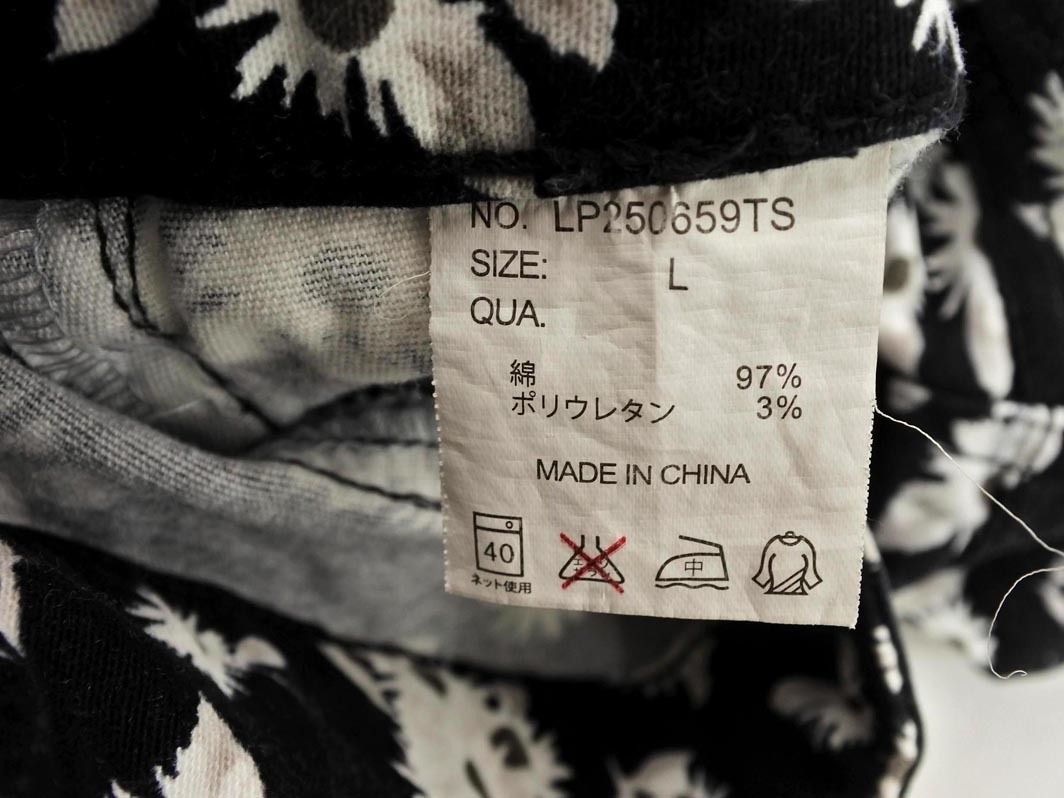 NO. LP250659TS
SIZE: L
QUA.
綿 97%
ポリウレタン 3%
MADE IN CHINA
40 中
ネット使用